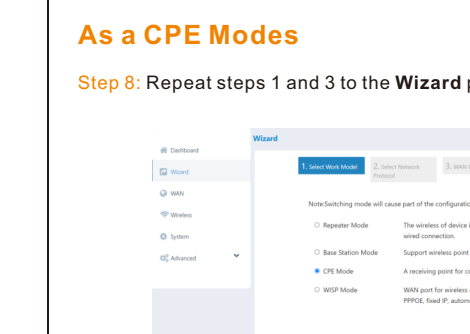 As a CPE Modes
Step 8: Repeat steps 1 and 3 to the Wizard
Wizard
Dashboard
Wizard
WAN
Wireless
System
Advanced
1. Select Work Model
2. Select Network Protocol
3. WAN
Note:Switching mode will cause part of the
Repeater Mode
The wireless of device
wired connection.
Base Station Mode
Support wireless point
CPE Mode
A receiving point for
WISP Mode
WAN port for wireless
PPPOE, fixed IP,